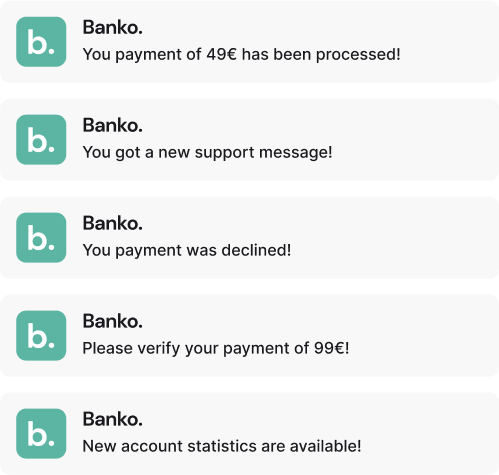 b.
Banko.
You payment of 49€ has been processed!
b.
Banko.
You got a new support message!
b.
Banko.
You payment was declined!
b.
Banko.
Please verify your payment of 99€!
b.
Banko.
New account statistics are available!